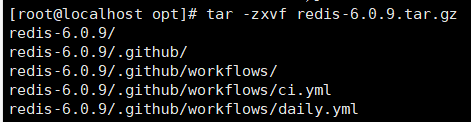 [root@localhost opt]# tar -zxvf redis-6.0.9.tar.gz
redis-6.0.9/
redis-6.0.9/.github/
redis-6.0.9/.github/workflows/
redis-6.0.9/.github/workflows/ci.yml
redis-6.0.9/.github/workflows/daily.yml